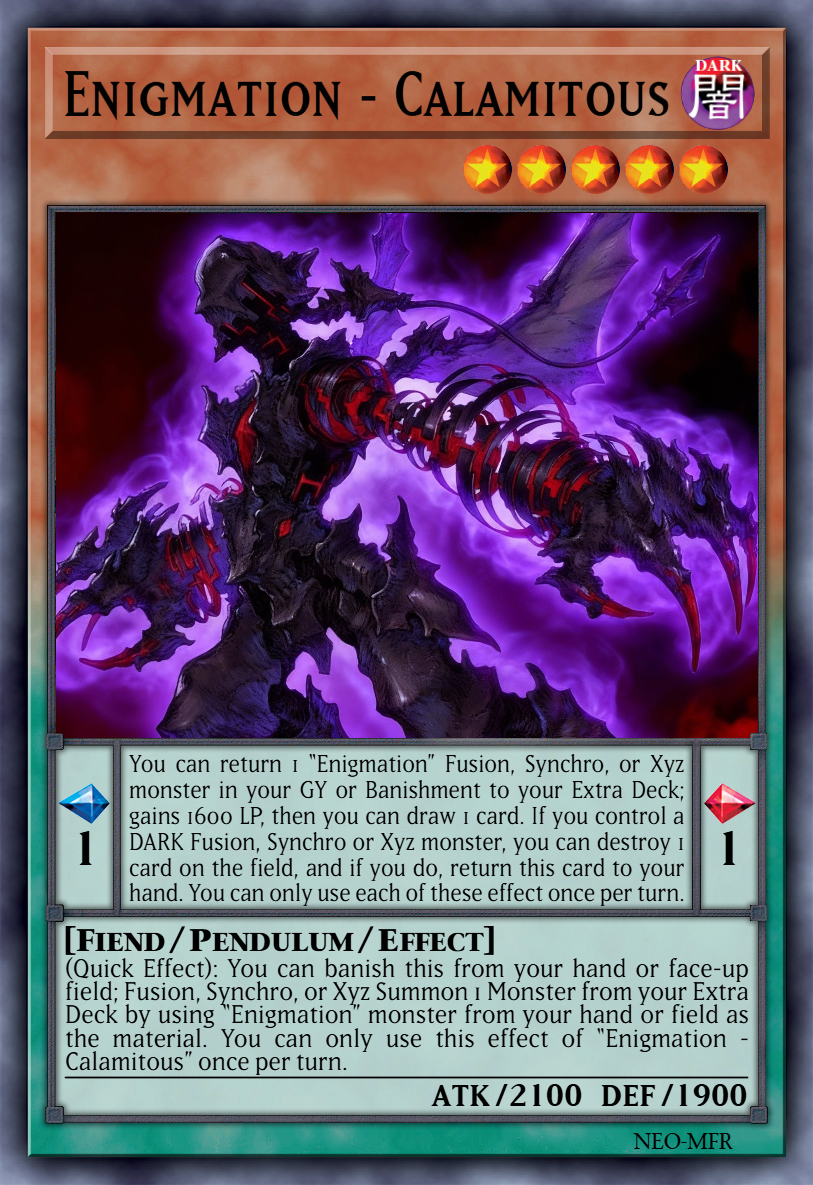 Enigmation - Calamitous
DARK
闇
You can return 1 “Enigmation” Fusion, Synchro, or Xyz
monster in your GY or Banishment to your Extra Deck;
gains 1600 LP, then you can draw 1 card. If you control a
DARK Fusion, Synchro or Xyz monster, you can destroy 1
card on the field, and if you do, return this card to your
hand. You can only use each of these effect once per turn.
1
1
[Fiend/Pendulum/Effect]
(Quick Effect): You can banish this from your hand or face-up
field; Fusion, Synchro, or Xyz Summon 1 Monster from your Extra
Deck by using “Enigmation” monster from your hand or field as
the material. You can only use this effect of “Enigmation -
Calamitous” once per turn.
ATK/2100 DEF/1900
NEO-MFR